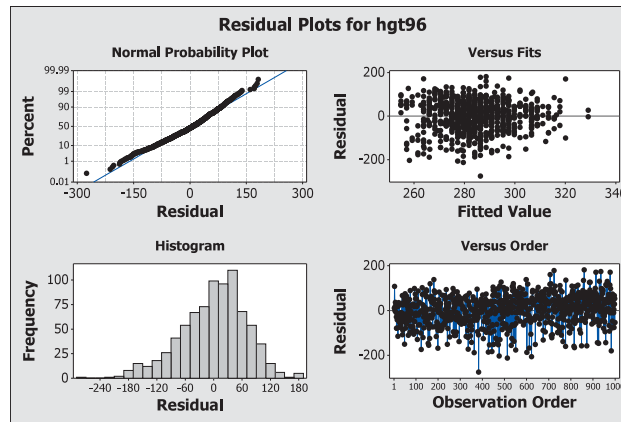 Residual Plots for hgt96
Normal Probability Plot
Percent
99.99
99
90
50
10
1
0.01
-300 -150 0 150 300
Residual
Versus Fits
Residual
200
0
-200
260 280 300 320 340
Fitted Value
Histogram
Frequency
100
75
50
25
0
-240 -180 -120 -60 0 60 120 180
Residual
Versus Order
Residual
200
0
-200
1 100 200 300 400 500 600 700 800 900 1000
Observation Order